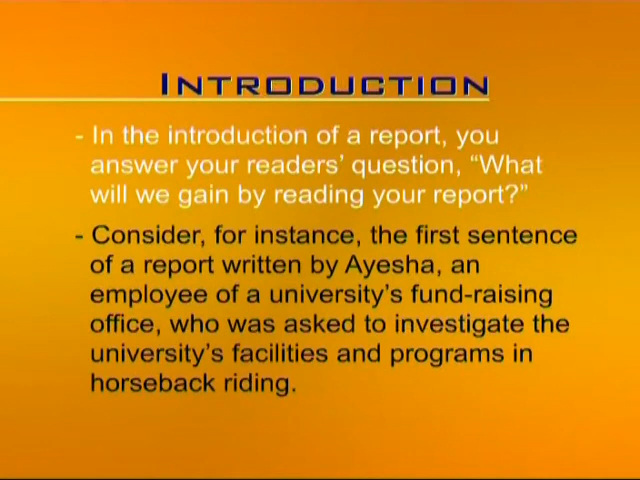 INTRODUCTION
- In the introduction of a report, you
answer your readers’ question, “What
will we gain by reading your report?”
- Consider, for instance, the first sentence
of a report written by Ayesha, an
employee of a university’s fund-raising
office, who was asked to investigate the
university’s facilities and programs in
horseback riding.